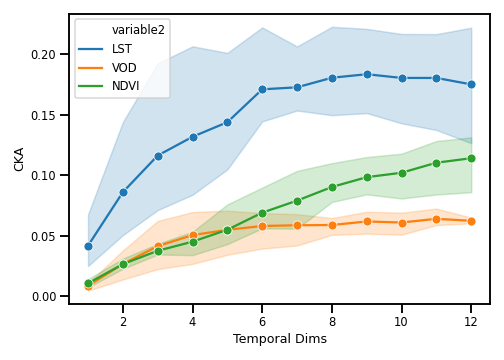 variable2
LST
VOD
NDVI
CKA
0.20
0.15
0.10
0.05
0.00
2 4 6 8 10 12
Temporal Dims